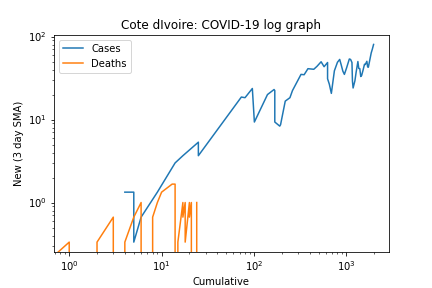 Cote dIvoire: COVID-19 log graph
Cases
Deaths
New (3 day SMA)
10²
10¹
10⁰
10⁰ 10¹ 10² 10³
Cumulative